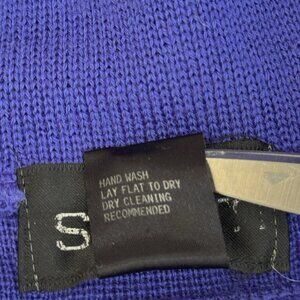 HAND WASH
LAY FLAT TO DRY
DRY CLEANING
RECOMMENDED
S